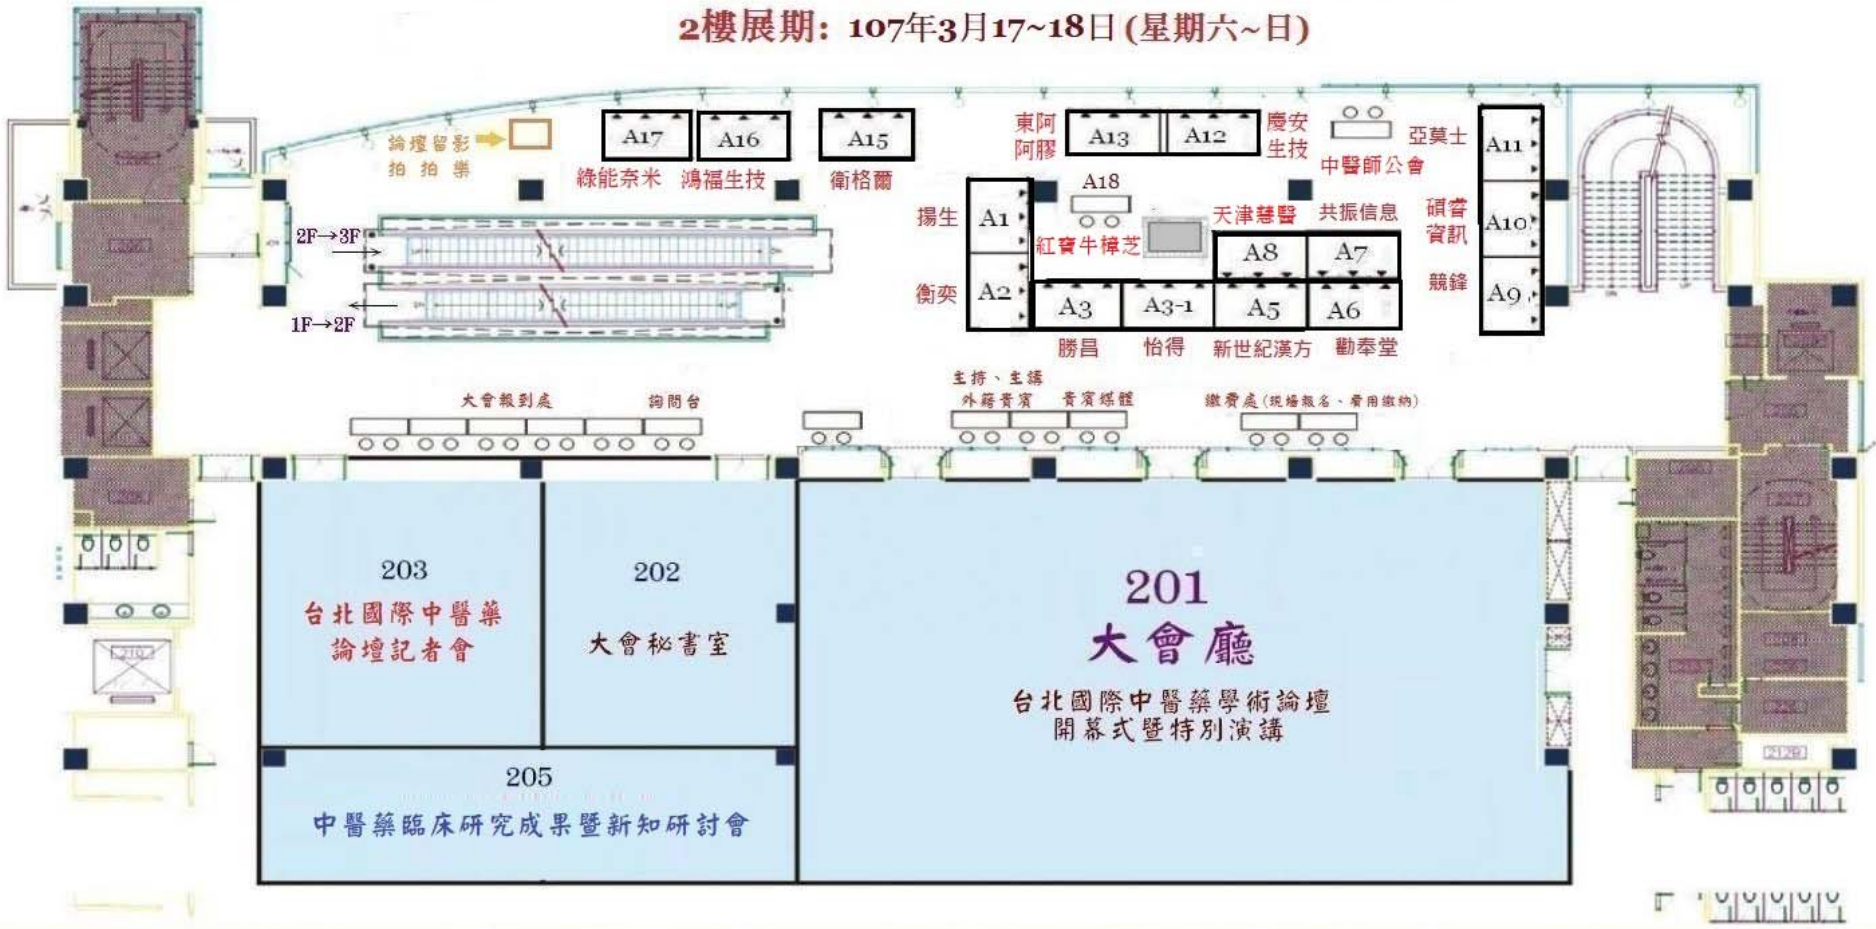 2樓展期: 107年3月17~18日(星期六~日)
論壇留影
拍拍樂
A17
A16
A15
東阿
阿膠
A13
A12
慶安
生技
中醫師公會
亞莫士
A11
綠能奈米
鴻福生技
衛格爾
揚生
A1
A18
紅寶牛樟芝
天津慧醫
共振信息
A8
A7
碩睿
資訊
A10
2F→3F
1F→2F
衡奕
A2
A3
A3-1
A5
A6
競鋒
A9
勝昌
怡得
新世紀漢方
勸奉堂
大會報到處
詢問台
主持、主講
外籍貴賓
貴賓媒體
繳費處(現場報名、費用繳納)
203
台北國際中醫藥
論壇記者會
202
大會秘書室
201
大會廳
台北國際中醫藥學術論壇
開幕式暨特別演講
205
中醫藥臨床研究成果暨新知研討會
210
212B